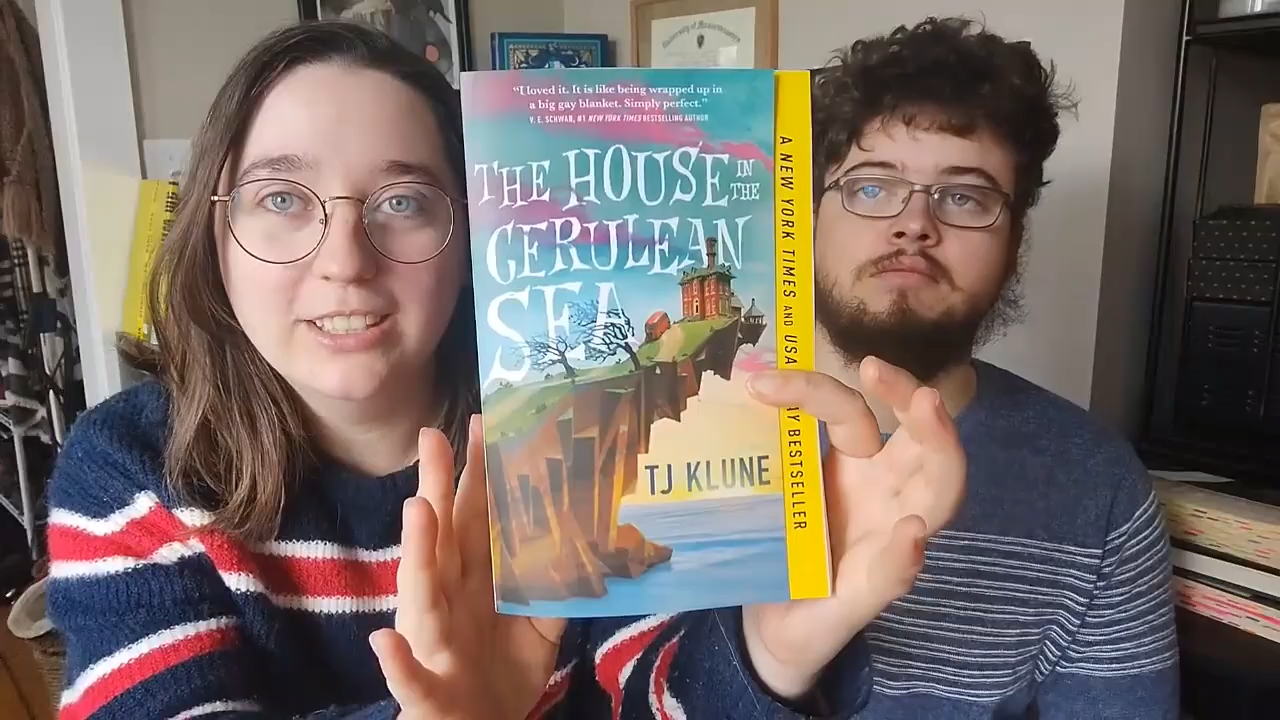 “I loved it. It is like being wrapped up in
a big gay blanket. Simply perfect.”
V. E. SCHWAB, #1 NEW YORK TIMES BESTSELLING AUTHOR
THE HOUSE IN THE
CERULEAN
SEA
TJ KLUNE
A NEW YORK TIMES AND USA AY BESTSELLER